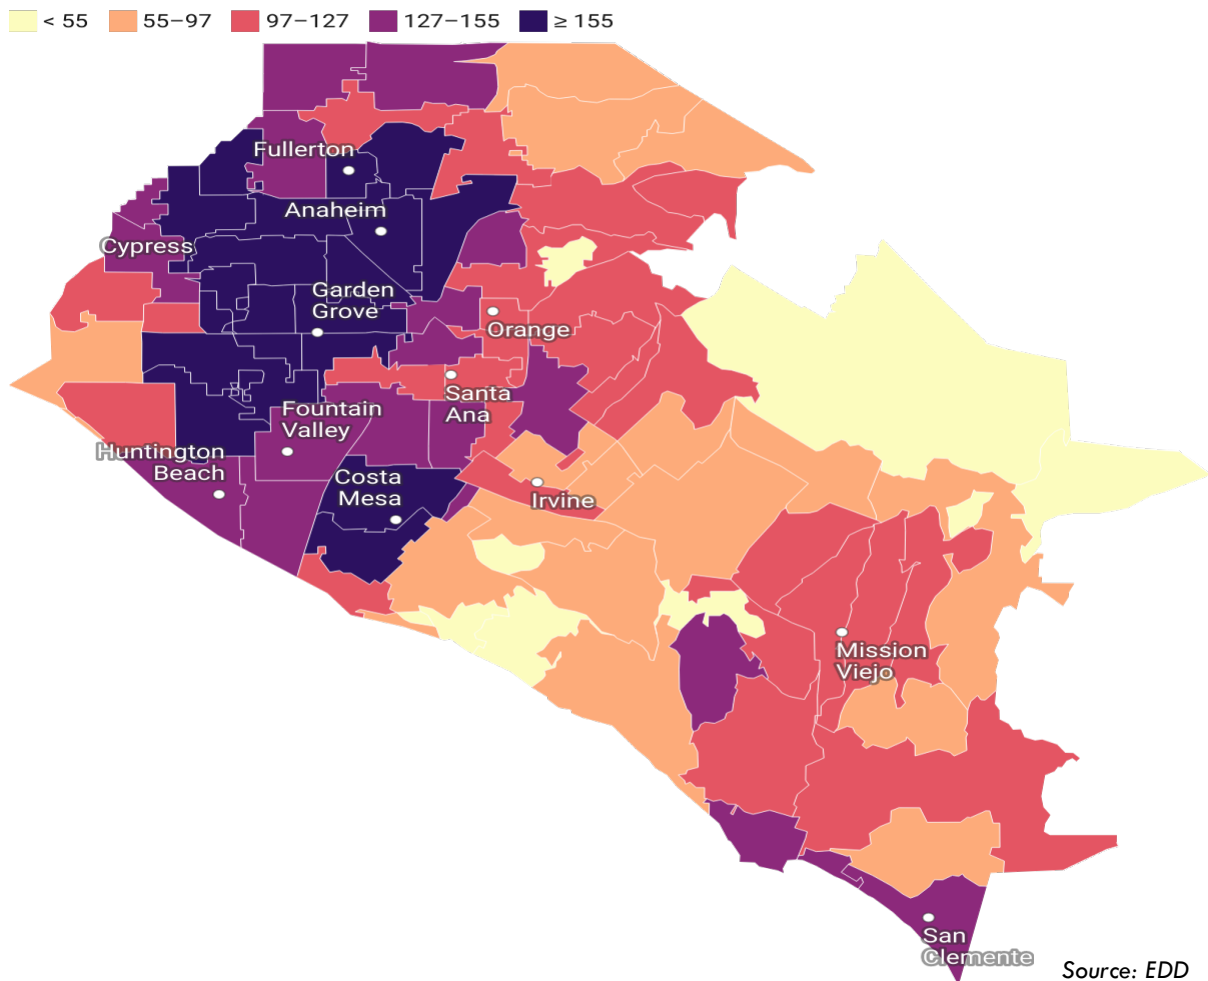 < 55
55–97
97–127
127–155
≥ 155
Fullerton
Anaheim
Cypress
Garden
Grove
Orange
Santa
Ana
Fountain
Valley
Huntington
Beach
Costa
Mesa
Irvine
Mission
Viejo
San
Clemente
Source: EDD